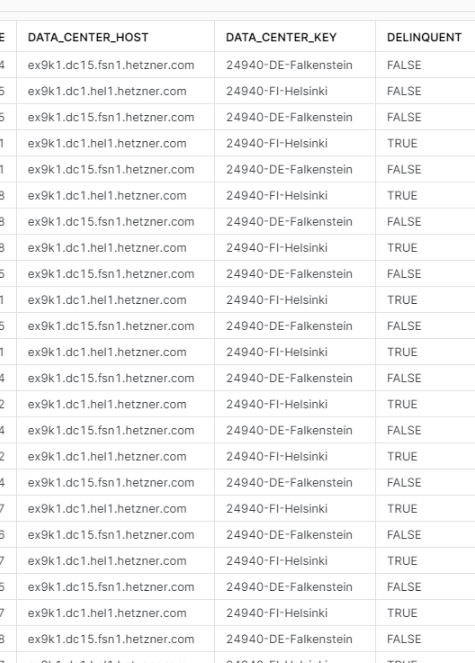 E DATA_CENTER_HOST DATA_CENTER_KEY DELINQUENT
4 ex9k1.dc15.fsn1.hetzner.com 24940-DE-Falkenstein FALSE
5 ex9k1.dc1.hel1.hetzner.com 24940-FI-Helsinki FALSE
5 ex9k1.dc15.fsn1.hetzner.com 24940-DE-Falkenstein FALSE
1 ex9k1.dc1.hel1.hetzner.com 24940-FI-Helsinki TRUE
1 ex9k1.dc15.fsn1.hetzner.com 24940-DE-Falkenstein FALSE
8 ex9k1.dc1.hel1.hetzner.com 24940-FI-Helsinki TRUE
8 ex9k1.dc15.fsn1.hetzner.com 24940-DE-Falkenstein FALSE
8 ex9k1.dc1.hel1.hetzner.com 24940-FI-Helsinki TRUE
5 ex9k1.dc15.fsn1.hetzner.com 24940-DE-Falkenstein FALSE
1 ex9k1.dc1.hel1.hetzner.com 24940-FI-Helsinki TRUE
5 ex9k1.dc15.fsn1.hetzner.com 24940-DE-Falkenstein FALSE
1 ex9k1.dc1.hel1.hetzner.com 24940-FI-Helsinki TRUE
4 ex9k1.dc15.fsn1.hetzner.com 24940-DE-Falkenstein FALSE
2 ex9k1.dc1.hel1.hetzner.com 24940-FI-Helsinki TRUE
4 ex9k1.dc15.fsn1.hetzner.com 24940-DE-Falkenstein FALSE
2 ex9k1.dc1.hel1.hetzner.com 24940-FI-Helsinki TRUE
4 ex9k1.dc15.fsn1.hetzner.com 24940-DE-Falkenstein FALSE
7 ex9k1.dc1.hel1.hetzner.com 24940-FI-Helsinki TRUE
6 ex9k1.dc15.fsn1.hetzner.com 24940-DE-Falkenstein FALSE
7 ex9k1.dc1.hel1.hetzner.com 24940-FI-Helsinki TRUE
5 ex9k1.dc15.fsn1.hetzner.com 24940-DE-Falkenstein FALSE
7 ex9k1.dc1.hel1.hetzner.com 24940-FI-Helsinki TRUE
8 ex9k1.dc15.fsn1.hetzner.com 24940-DE-Falkenstein FALSE